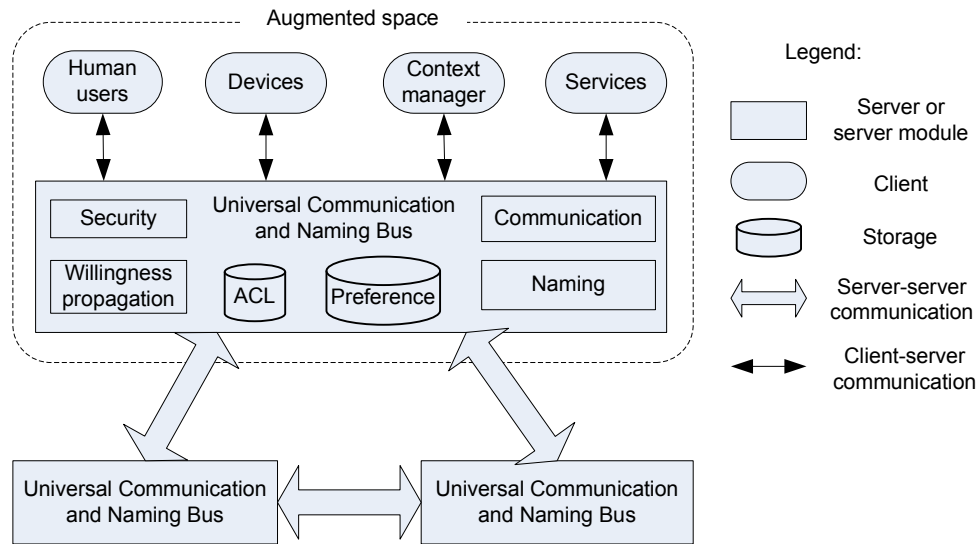 Augmented space
Human
users
Devices
Context
manager
Services
Security
Universal Communication
and Naming Bus
Communication
Willingness
propagation
ACL
Preference
Naming
Universal Communication
and Naming Bus
Universal Communication
and Naming Bus
Legend:
Server or
server module
Client
Storage
Server-server
communication
Client-server
communication